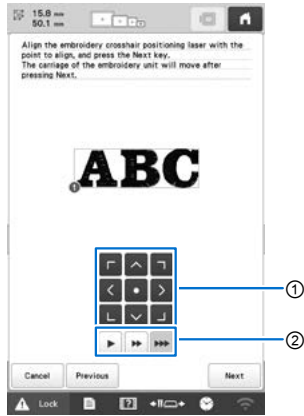 15.8 mm
50.1 mm
Align the embroidery crosshair positioning laser with the
point to align, and press the Next key.
The carriage of the embroidery unit will move after
pressing Next.
ABC
1
1
2
Cancel Previous Next
Lock